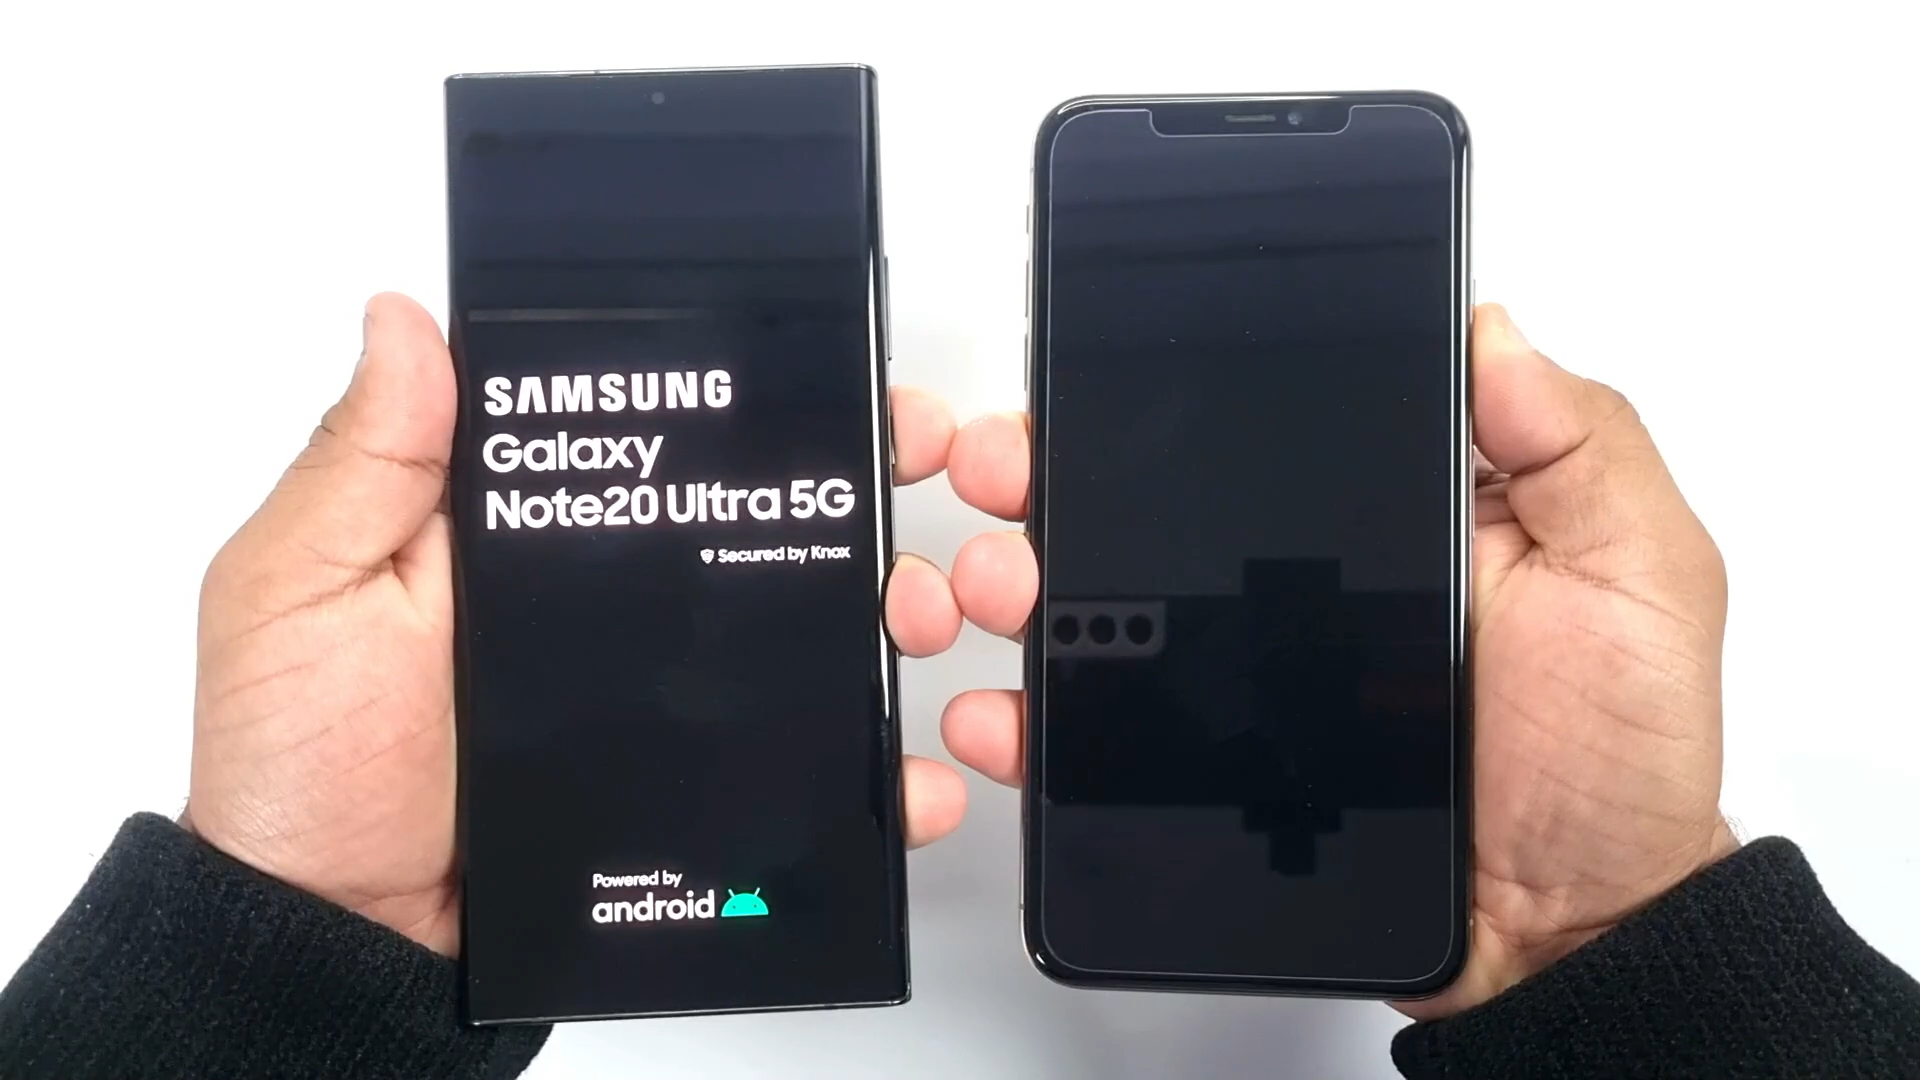 SAMSUNG
Galaxy
Note20 Ultra 5G
Secured by Knox
Powered by
android